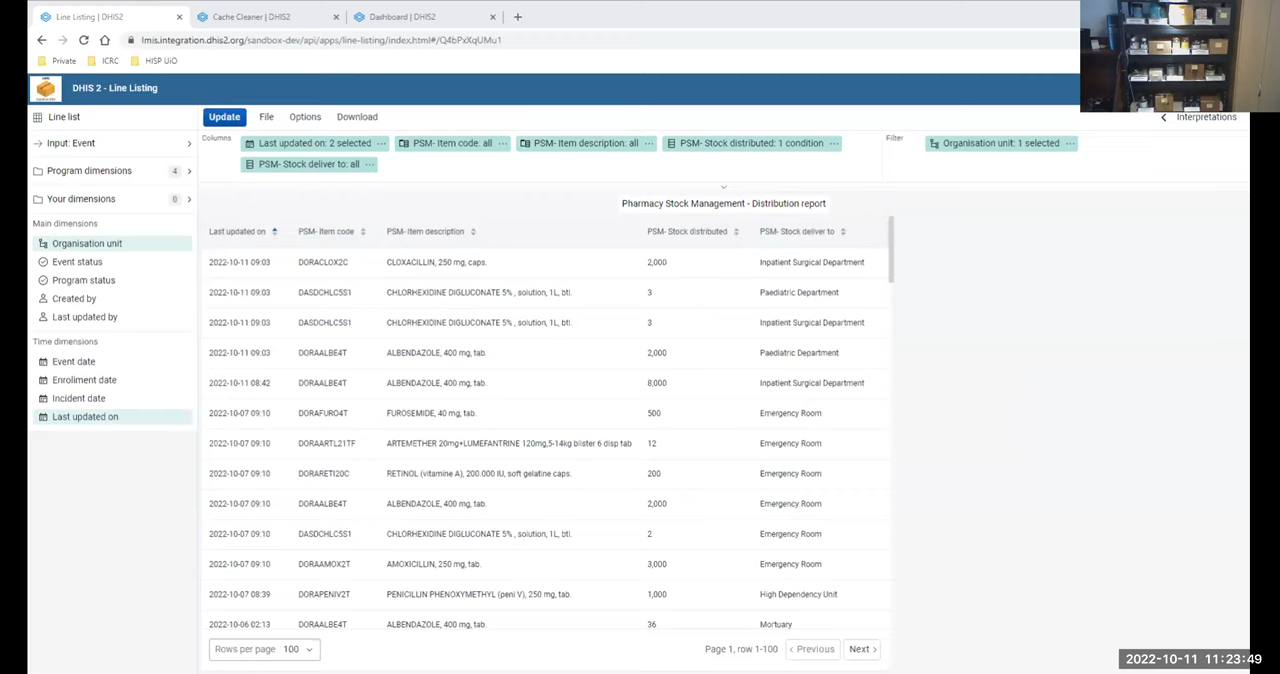 Line Listing | DHIS2
Cache Cleaner | DHIS2
Dashboard | DHIS2
lmis.integration.dhis2.org/sandbox-dev/api/apps/line-listing/index.html#/Q4bPxXqUMu1
Private
ICRC
HISP UiO
DHIS 2 - Line Listing
Line list
Update
File
Options
Download
Interpretations
Columns
Last updated on: 2 selected
PSM- Item code: all
PSM- Item description: all
PSM- Stock distributed: 1 condition
PSM- Stock deliver to: all
Filter
Organisation unit: 1 selected
Input: Event
Program dimensions 4
Your dimensions 0
Main dimensions
Organisation unit
Event status
Program status
Created by
Last updated by
Time dimensions
Event date
Enrollment date
Incident date
Last updated on
Pharmacy Stock Management - Distribution report
Last updated on PSM- Item code PSM- Item description PSM- Stock distributed PSM- Stock deliver to
2022-10-11 09:03 DORACLOX2C CLOXACILLIN, 250 mg, caps. 2,000 Inpatient Surgical Department
2022-10-11 09:03 DASDCHLC5S1 CHLORHEXIDINE DIGLUCONATE 5% , solution, 1L, btl. 3 Paediatric Department
2022-10-11 09:03 DASDCHLC5S1 CHLORHEXIDINE DIGLUCONATE 5% , solution, 1L, btl. 3 Inpatient Surgical Department
2022-10-11 09:03 DORAALBE4T ALBENDAZOLE, 400 mg, tab. 2,000 Paediatric Department
2022-10-11 08:42 DORAALBE4T ALBENDAZOLE, 400 mg, tab. 8,000 Inpatient Surgical Department
2022-10-07 09:10 DORAFURO4T FUROSEMIDE, 40 mg, tab. 500 Emergency Room
2022-10-07 09:10 DORAARTL21TF ARTEMETHER 20mg+LUMEFANTRINE 120mg,5-14kg blister 6 disp tab 12 Emergency Room
2022-10-07 09:10 DORARETI20C RETINOL (vitamine A), 200.000 IU, soft gelatine caps. 200 Emergency Room
2022-10-07 09:10 DORAALBE4T ALBENDAZOLE, 400 mg, tab. 2,000 Emergency Room
2022-10-07 09:10 DASDCHLC5S1 CHLORHEXIDINE DIGLUCONATE 5% , solution, 1L, btl. 2 Emergency Room
2022-10-07 09:10 DORAAMOX2T AMOXICILLIN, 250 mg, tab. 3,000 Emergency Room
2022-10-07 08:39 DORAPENIV2T PENICILLIN PHENOXYMETHYL (peni V), 250 mg, tab. 1,000 High Dependency Unit
2022-10-06 02:13 DORAALBE4T ALBENDAZOLE, 400 mg, tab. 36 Mortuary
Rows per page 100
Page 1, row 1-100
Previous
Next
2022-10-11 11:23:49